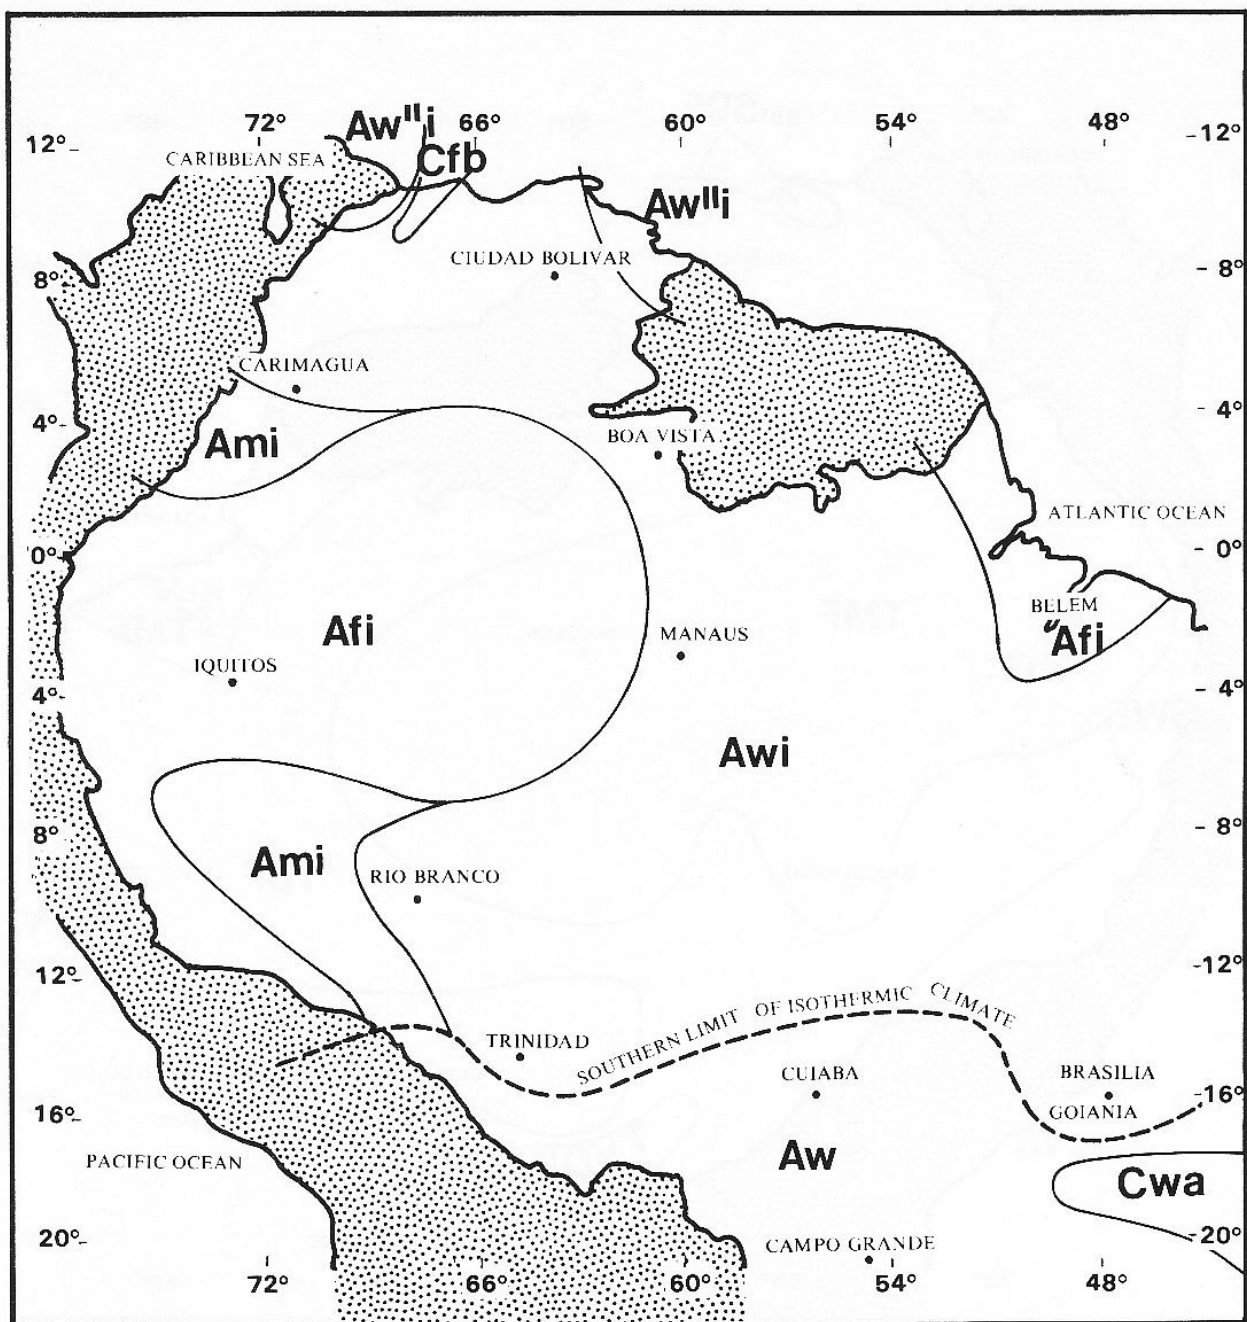 72° 66° 60° 54° 48°
12° 12°
Aw"i
Cfb
CARIBBEAN SEA
Aw"i
CIUDAD BOLIVAR
8° 8°
CARIMAGUA
4° 4°
Ami
BOA VISTA
ATLANTIC OCEAN
0° 0°
BELEM
Afi
Afi
MANAUS
IQUITOS
4° 4°
Awi
8° 8°
Ami
RIO BRANCO
12° 12°
SOUTHERN LIMIT OF ISOTHERMIC CLIMATE
TRINIDAD
CUIABA
BRASILIA
16° 16°
GOIANIA
Aw
PACIFIC OCEAN
Cwa
20° 20°
CAMPO GRANDE
72° 66° 60° 54° 48°